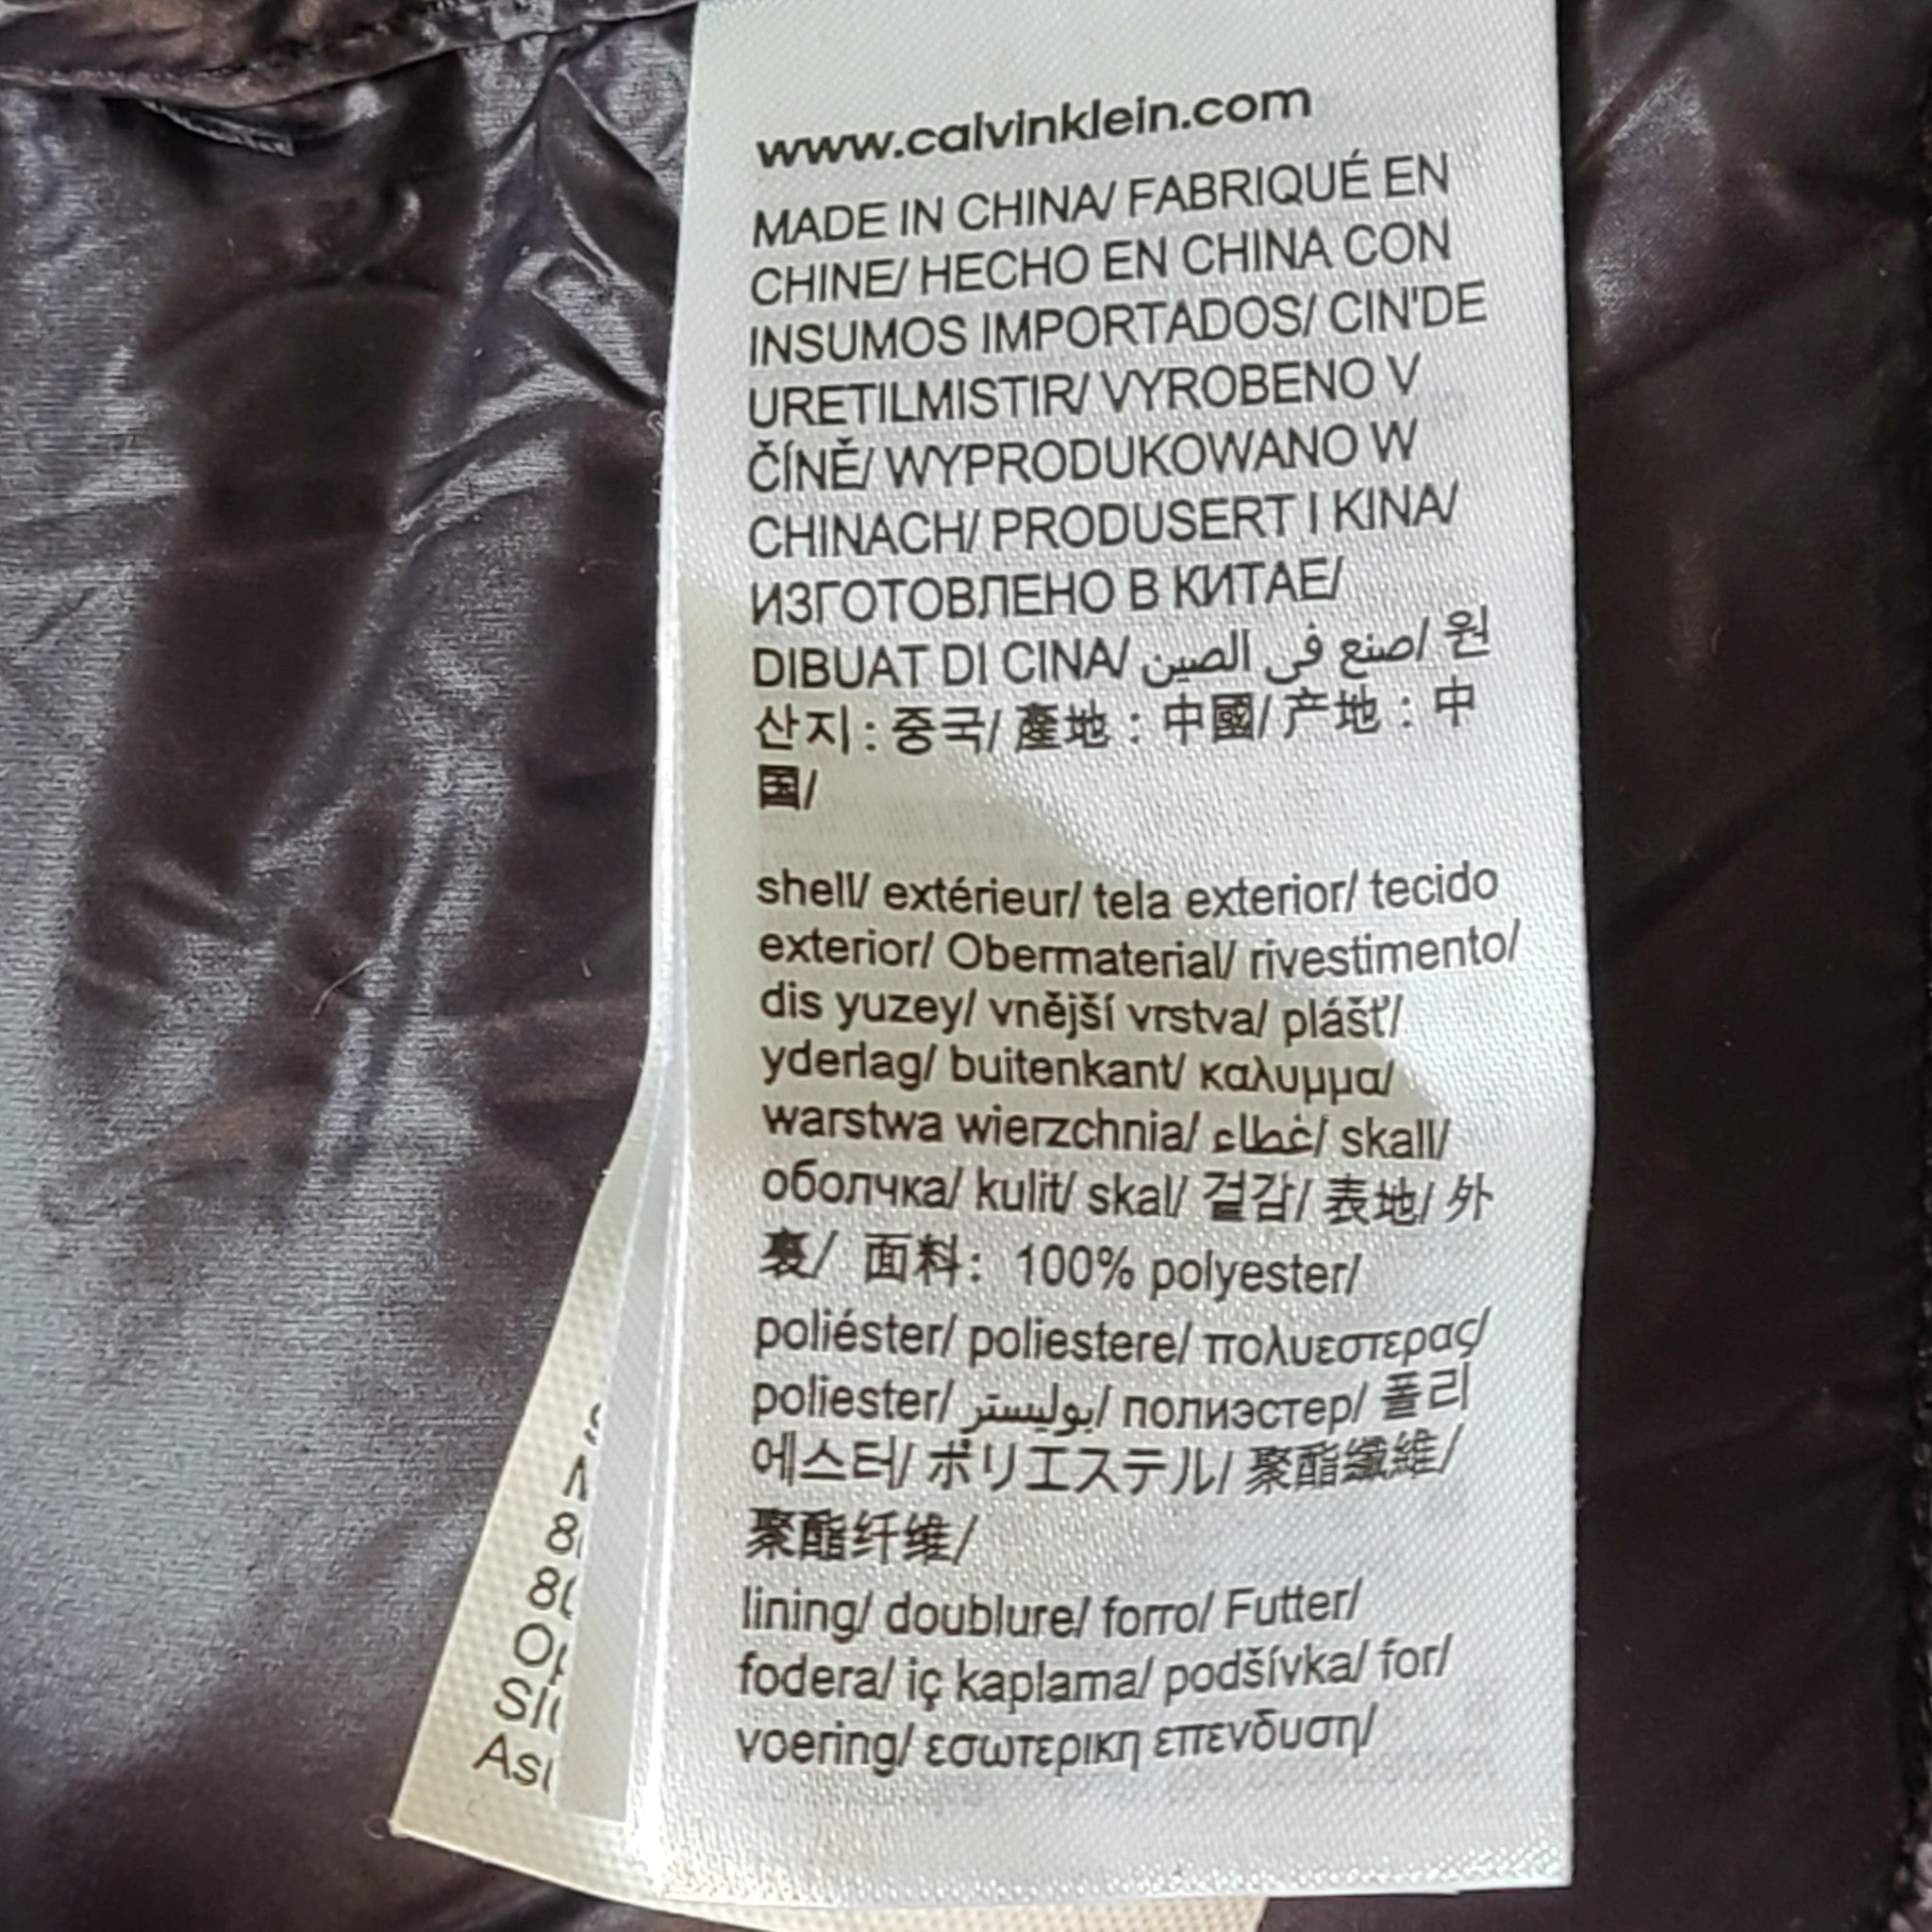 www.calvinklein.com
MADE IN CHINA/ FABRIQUÉ EN
CHINE/ HECHO EN CHINA CON
INSUMOS IMPORTADOS/ CIN'DE
URETILMISTIR/ VYROBENO V
ČÍNĚ/ WYPRODUKOWANO W
CHINACH/ PRODUSERT I KINA/
ИЗГОТОВЛЕНО В КИТАЕ/
DIBUAT DI CINA/ صنع في الصين/ 원
산지 : 중국/ 產地 : 中國/ 产地 : 中
国/
shell/ extérieur/ tela exterior/ tecido
exterior/ Obermaterial/ rivestimento/
dis yuzey/ vnější vrstva/ plášť/
yderlag/ buitenkant/ καλυμμα/
warstwa wierzchnia/ غطاء/ skall/
оболчка/ kulit/ skal/ 겉감/ 表地/ 外
裏/ 面料: 100% polyester/
poliéster/ poliestere/ πολυεστερας/
poliester/ بوليستر/ полиэстер/ 폴리
에스터/ ポリエステル/ 聚酯纖維/
聚酯纤维/
lining/ doublure/ forro/ Futter/
fodera/ iç kaplama/ podšívka/ for/
voering/ εσωτερικη επενδυση/